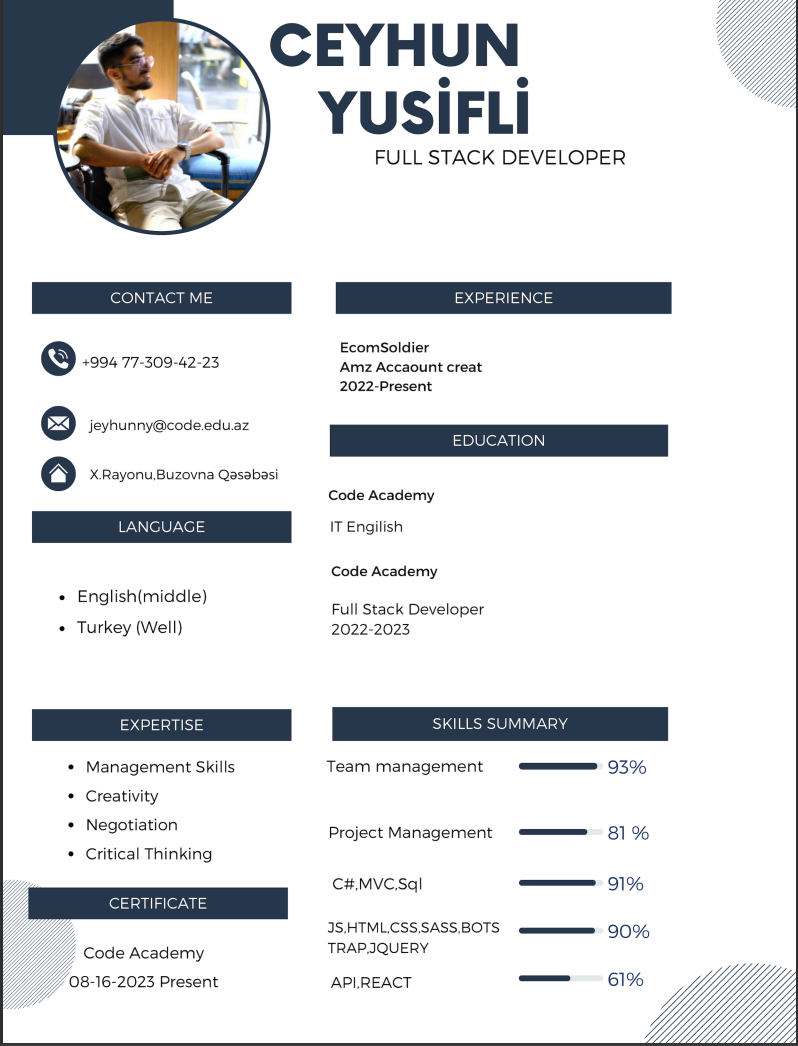 CEYHUN
YUSİFLİ
FULL STACK DEVELOPER
CONTACT ME
+994 77-309-42-23
jeyhunny@code.edu.az
X.Rayonu,Buzovna Qəsəbəsi
LANGUAGE
English(middle)
Turkey (Well)
EXPERTISE
Management Skills
Creativity
Negotiation
Critical Thinking
CERTIFICATE
Code Academy
08-16-2023 Present
EXPERIENCE
EcomSoldier
Amz Accaount creat
2022-Present
EDUCATION
Code Academy
IT Engilish
Code Academy
Full Stack Developer
2022-2023
SKILLS SUMMARY
Team management 93%
Project Management 81 %
C#,MVC,Sql 91%
JS,HTML,CSS,SASS,BOTS 90%
TRAP,JQUERY
API,REACT 61%